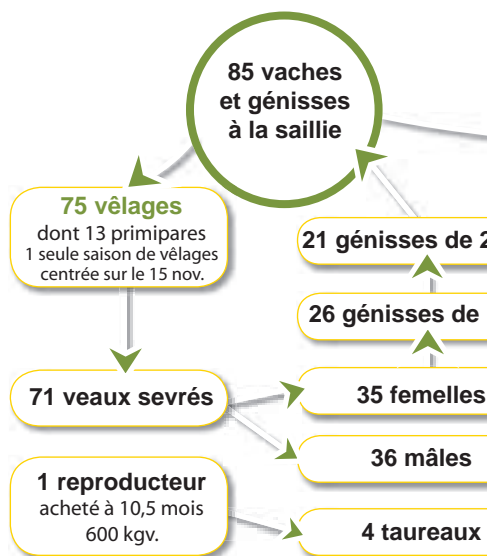 85 vaches
et génisses
à la saillie
75 vêlages
dont 13 primipares
1 seule saison de vêlages
centrée sur le 15 nov.
21 génisses de 2
26 génisses de
71 veaux sevrés
35 femelles
36 mâles
1 reproducteur
acheté à 10,5 mois
600 kgv.
4 taureaux